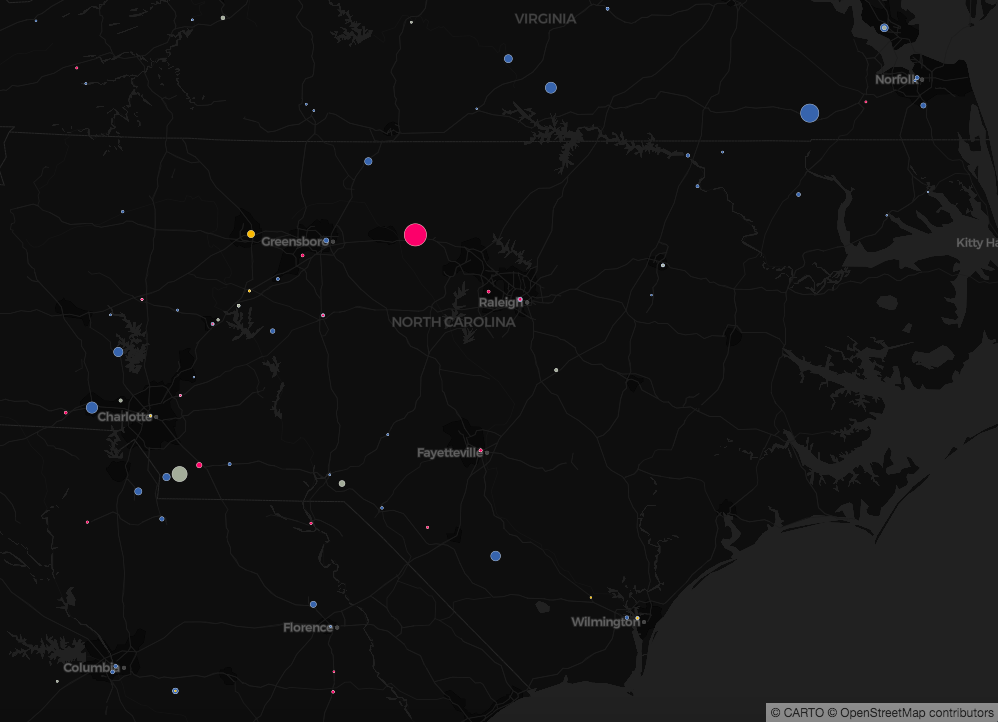 VIRGINIA
Norfolk
Greensboro
Kitty Ha
Raleigh
NORTH CAROLINA
Charlotte
Fayetteville
Wilmington
Florence
Columbia
© CARTO © OpenStreetMap contributors